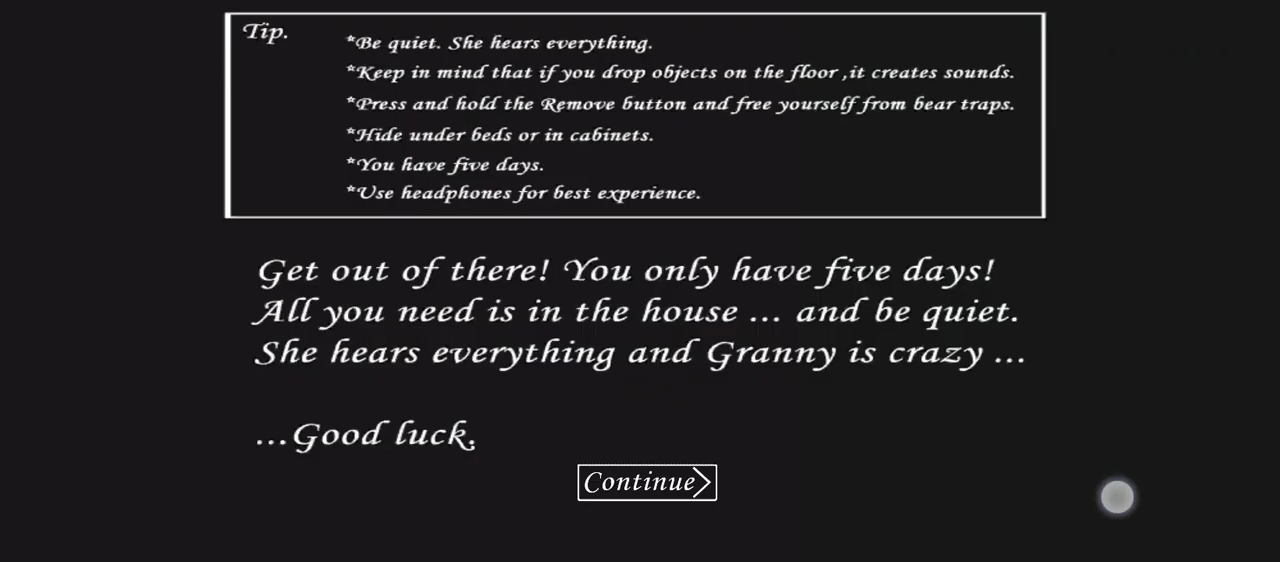 Tip.
*Be quiet. She hears everything.
*Keep in mind that if you drop objects on the floor ,it creates sounds.
*Press and hold the Remove button and free yourself from bear traps.
*Hide under beds or in cabinets.
*You have five days.
*Use headphones for best experience.
Get out of there! You only have five days!
All you need is in the house ... and be quiet.
She hears everything and Granny is crazy ...
...Good luck.
Continue>